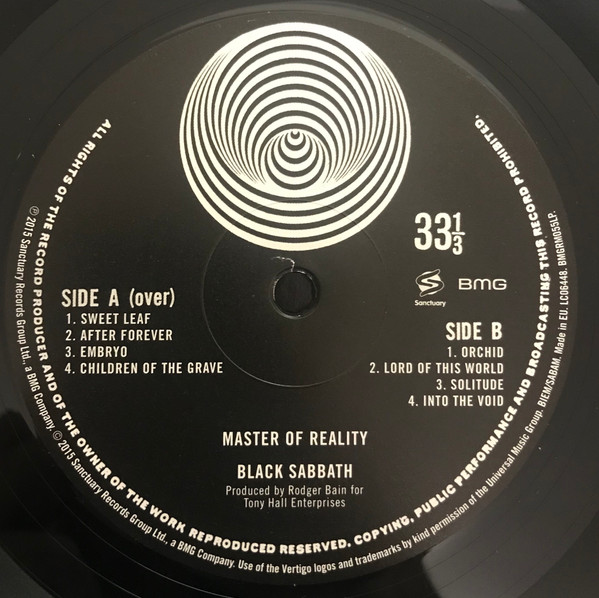 33 1/3
Sanctuary
BMG
SIDE A (over)
1. SWEET LEAF
2. AFTER FOREVER
3. EMBRYO
4. CHILDREN OF THE GRAVE
SIDE B
1. ORCHID
2. LORD OF THIS WORLD
3. SOLITUDE
4. INTO THE VOID
MASTER OF REALITY
BLACK SABBATH
Produced by Rodger Bain for
Tony Hall Enterprises
ALL RIGHTS OF THE RECORD PRODUCER AND OF THE OWNER OF THE WORK REPRODUCED RESERVED. COPYING, PUBLIC PERFORMANCE AND BROADCASTING THIS RECORD PROHIBITED.
℗ 2015 Sanctuary Records Group Ltd., a BMG Company. © 2015 Sanctuary Records Group Ltd., a BMG Company. Use of the Vertigo logos and trademarks by kind permission of the Universal Music Group. BIEM/SABAM. Made in EU. LC06448. BMGRM055LP.